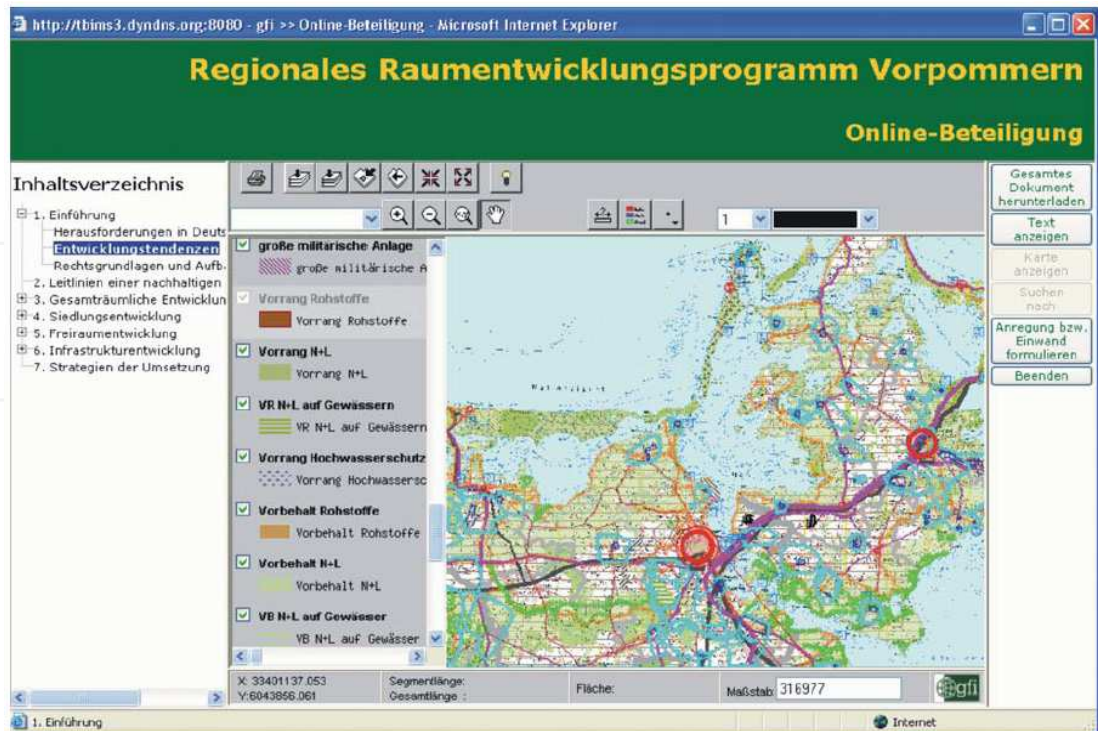 http://tbims3.dyndns.org:8080 - gfi >> Online-Beteiligung - Microsoft Internet Explorer
Regionales Raumentwicklungsprogramm Vorpommern
Online-Beteiligung
Inhaltsverzeichnis
1. Einführung
Herausforderungen in Deuts
Entwicklungstendenzen
Rechtsgrundlagen und Aufb.
2. Leitlinien einer nachhaltigen
3. Gesamträumliche Entwicklun
4. Siedlungsentwicklung
5. Freiraumentwicklung
6. Infrastrukturentwicklung
7. Strategien der Umsetzung
1
große militärische Anlage
große militärische A
Vorrang Rohstoffe
Vorrang Rohstoffe
Vorrang N+L
Vorrang N+L
VR N+L auf Gewässern
VR N+L auf Gewässern
Vorrang Hochwasserschutz
Vorrang Hochwassersc
Vorbehalt Rohstoffe
Vorbehalt Rohstoffe
Vorbehalt N+L
Vorbehalt N+L
VB N+L auf Gewässer
VB N+L auf Gewässer
Gesamtes
Dokument
herunterladen
Text
anzeigen
Karte
anzeigen
Suchen
nach
Anregung bzw.
Einwand
formulieren
Beenden
X: 33401137.053
Y:6043856.061
Segmentlänge:
Gesamtlänge :
Fläche:
Maßstab: 316977
gfi
1. Einführung
Internet